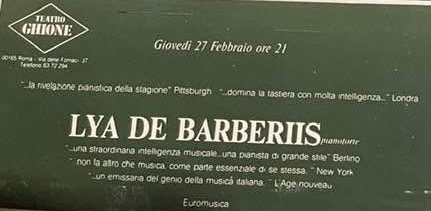 TEATRO
GHIONE
00165 Roma - Via delle Fornaci, 37
Telefono 63 72 294
Giovedì 27 Febbraio ore 21
"...la rivelazione pianistica della stagione" Pittsburgh "...domina la tastiera con molta intelligenza..." Londra
LYA DE BARBERIIS pianoforte
"...una straordinaria intelligenza musicale...una pianista di grande stile" Berlino
non fa altro che musica, come parte essenziale di se stessa. " New York
"...un emissaria del genio della musica italiana. " L'Age nouveau
Euromusica